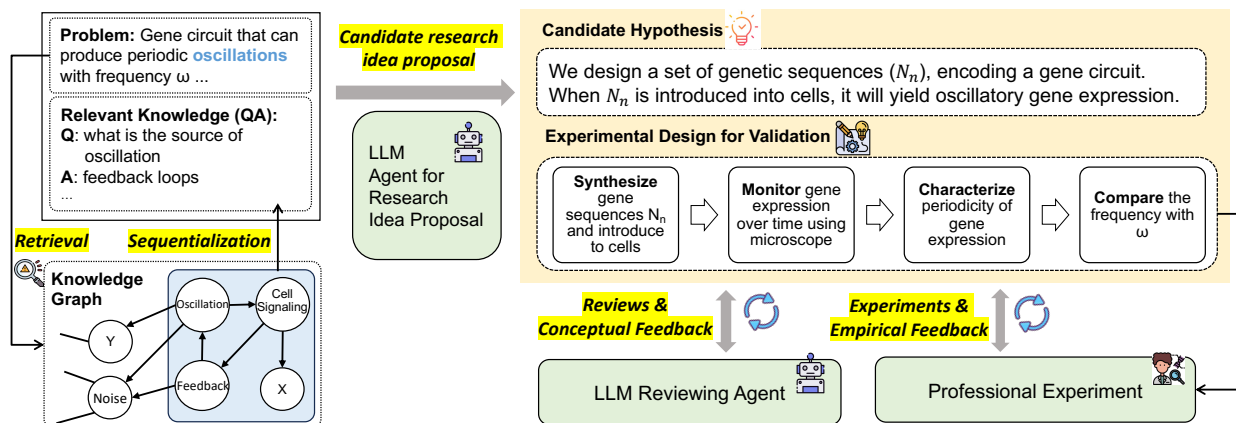 Problem: Gene circuit that can
produce periodic oscillations
with frequency ω ...
Relevant Knowledge (QA):
Q: what is the source of
oscillation
A: feedback loops
...
Retrieval
Sequentialization
Knowledge
Graph
Oscillation
Cell
Signaling
Y
Feedback
X
Noise
Candidate research
idea proposal
LLM
Agent for
Research
Idea Proposal
Candidate Hypothesis
We design a set of genetic sequences (𝑁ₙ), encoding a gene circuit.
When 𝑁ₙ is introduced into cells, it will yield oscillatory gene expression.
Experimental Design for Validation
Synthesize
gene
sequences Nₙ
and introduce
to cells
Monitor gene
expression
over time using
microscope
Characterize
periodicity of
gene
expression
Compare the
frequency with
ω
Reviews &
Conceptual Feedback
Experiments &
Empirical Feedback
LLM Reviewing Agent
Professional Experiment